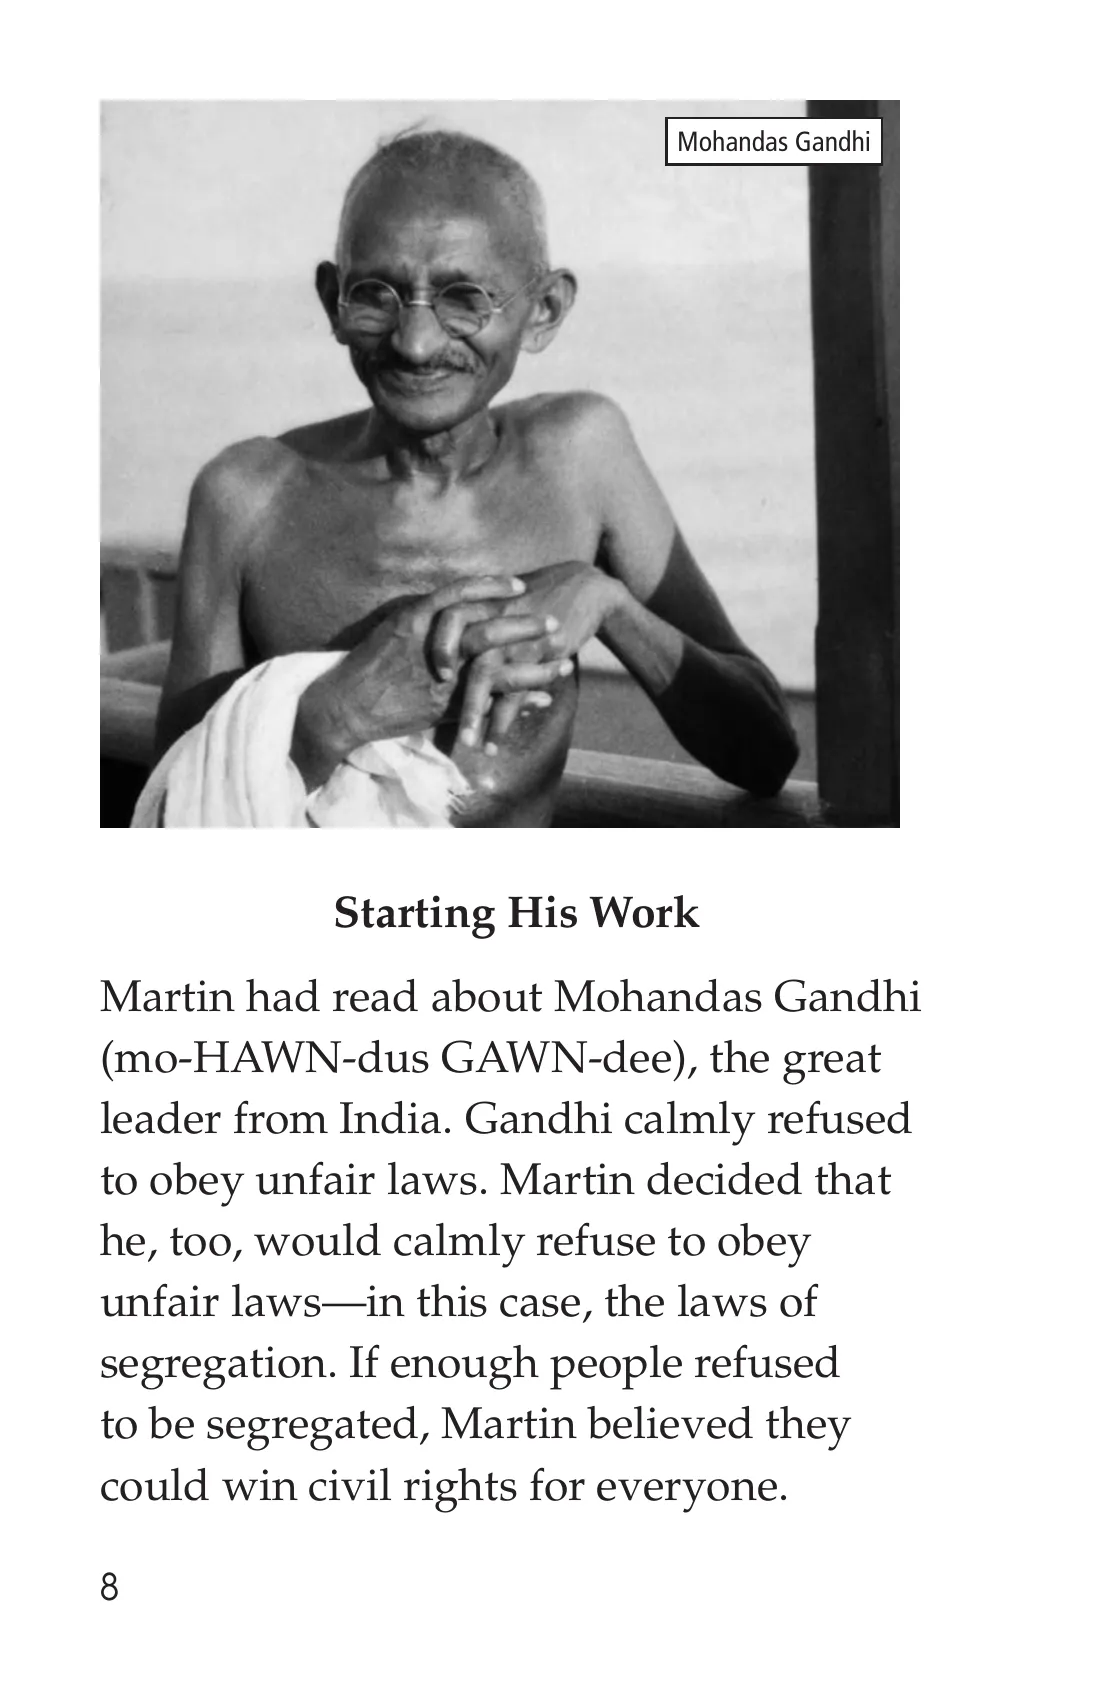 Mohandas Gandhi
Starting His Work
Martin had read about Mohandas Gandhi
(mo-HAWN-dus GAWN-dee), the great
leader from India. Gandhi calmly refused
to obey unfair laws. Martin decided that
he, too, would calmly refuse to obey
unfair laws—in this case, the laws of
segregation. If enough people refused
to be segregated, Martin believed they
could win civil rights for everyone.
8